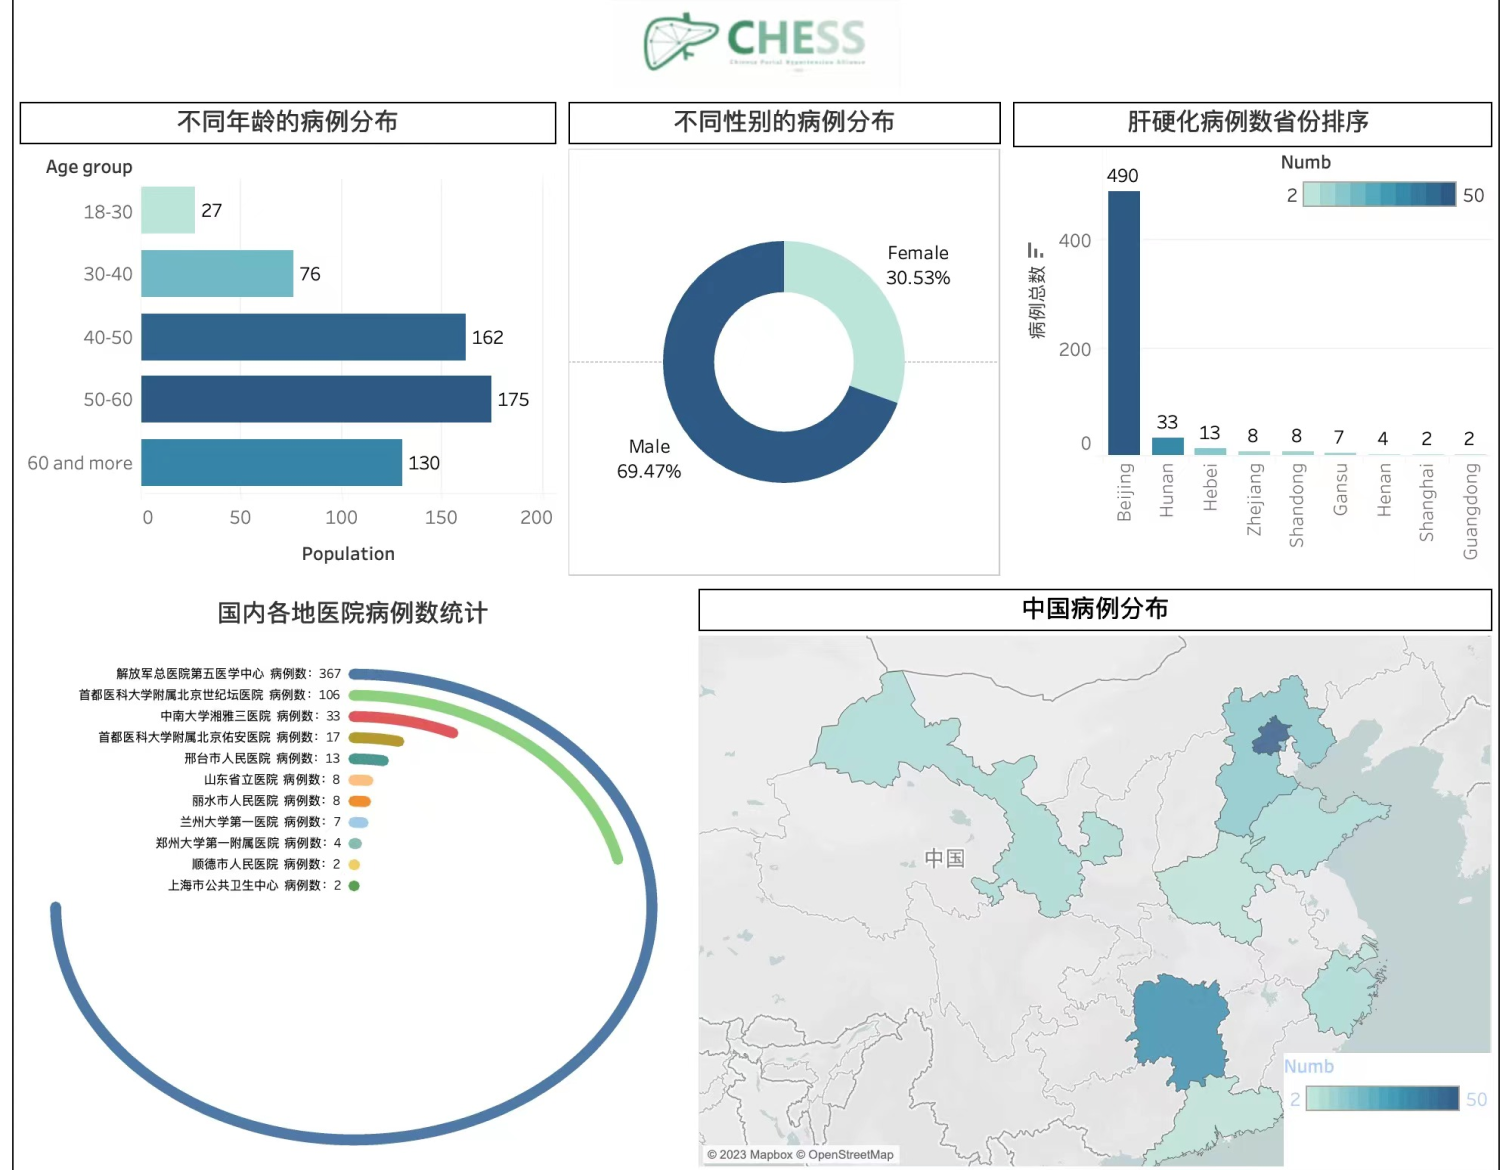 CHESS
Chinese Portal Hypertension Alliance
不同年龄的病例分布
Age group
18-30
27
30-40
76
40-50
162
50-60
175
60 and more
130
0 50 100 150 200
Population
不同性别的病例分布
Female
30.53%
Male
69.47%
肝硬化病例数省份排序
Numb
2 50
病例总数
400
200
0
490 33 13 8 8 7 4 2 2
Beijing Hunan Hebei Zhejiang Shandong Gansu Henan Shanghai Guangdong
国内各地医院病例数统计
解放军总医院第五医学中心 病例数：367
首都医科大学附属北京世纪坛医院 病例数：106
中南大学湘雅三医院 病例数：33
首都医科大学附属北京佑安医院 病例数：17
邢台市人民医院 病例数：13
山东省立医院 病例数：8
丽水市人民医院 病例数：8
兰州大学第一医院 病例数：7
郑州大学第一附属医院 病例数：4
顺德市人民医院 病例数：2
上海市公共卫生中心 病例数：2
中国病例分布
中国
Numb
2 50
© 2023 Mapbox © OpenStreetMap